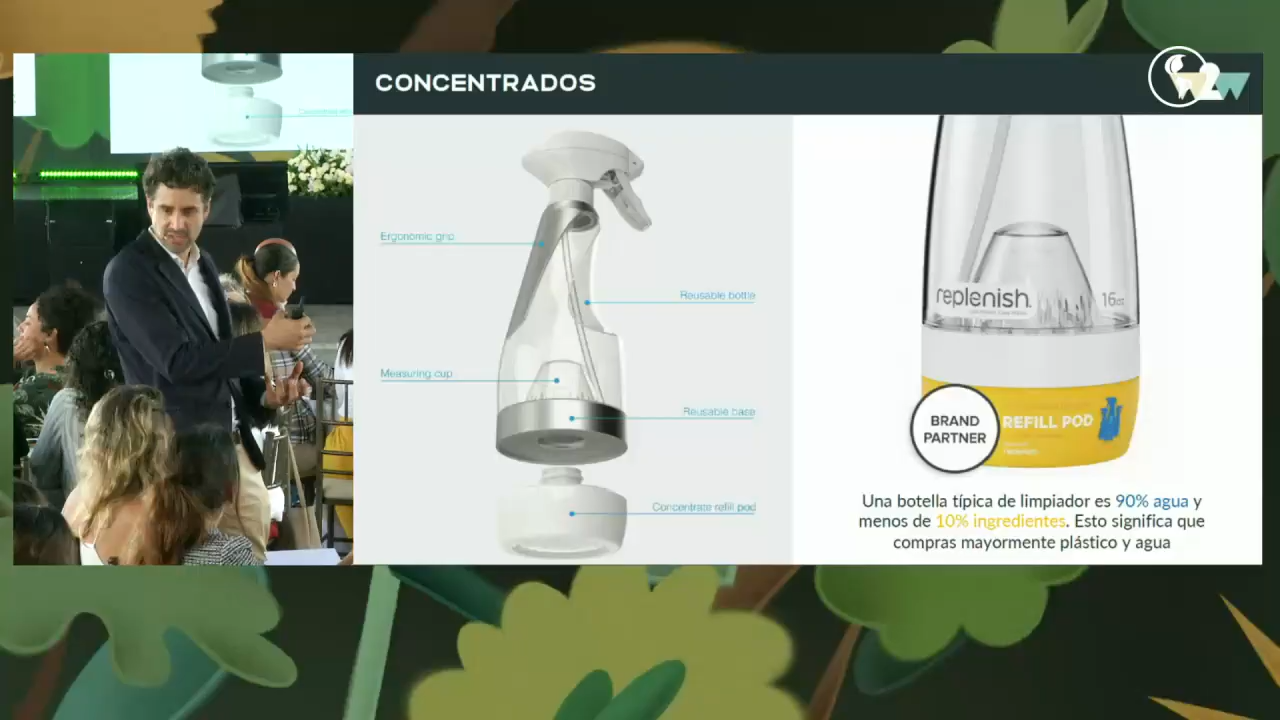 CONCENTRADOS
W2W
Ergonomic grip
Reusable bottle
Measuring cup
Reusable base
Concentrate refill pod
replenish.
16oz
REFILL POD
BRAND
PARTNER
Una botella típica de limpiador es 90% agua y
menos de 10% ingredientes. Esto significa que
compras mayormente plástico y agua